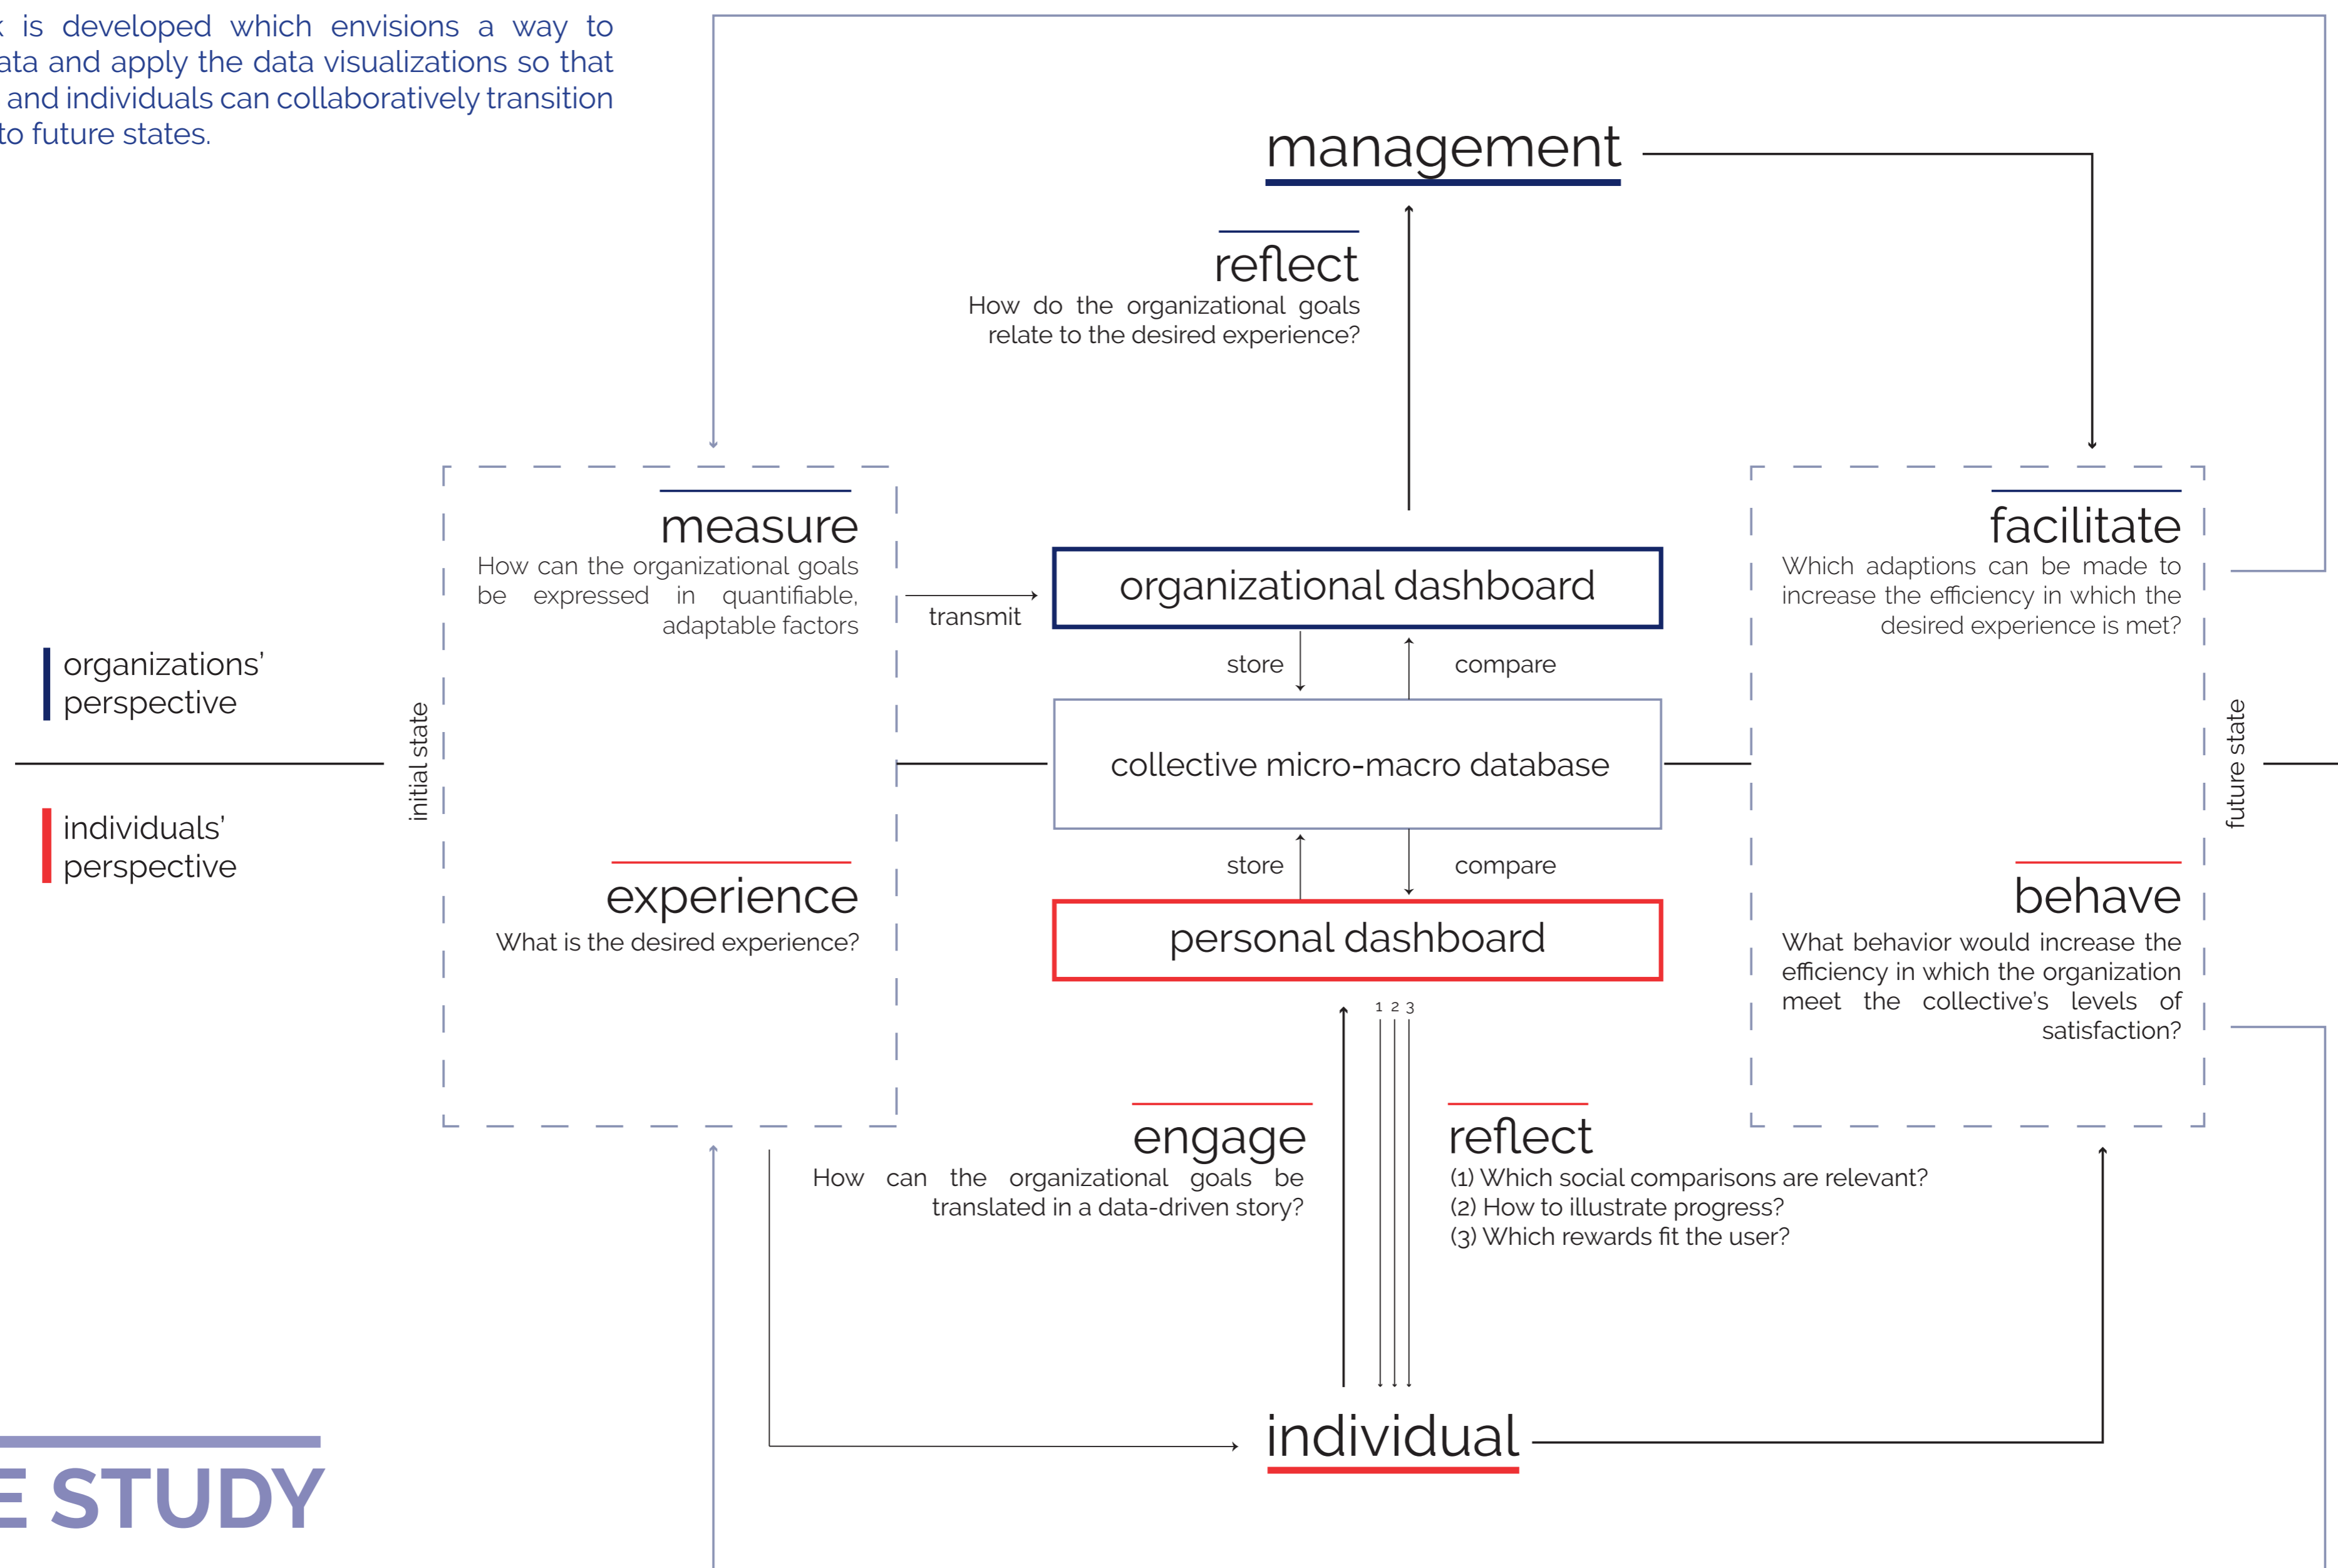 is developed which envisions a way to
and apply the data visualizations so that
and individuals can collaboratively transition
to future states.
management
reflect
How do the organizational goals
relate to the desired experience?
measure
How can the organizational goals
be expressed in quantifiable,
adaptable factors
transmit
organizational dashboard
facilitate
Which adaptions can be made to
increase the efficiency in which the
desired experience is met?
store
compare
organizations'
perspective
initial state
collective micro-macro database
future state
individuals'
perspective
store
compare
experience
What is the desired experience?
personal dashboard
behave
What behavior would increase the
efficiency in which the organization
meet the collective's levels of
satisfaction?
1 2 3
engage
How can the organizational goals be
translated in a data-driven story?
reflect
(1) Which social comparisons are relevant?
(2) How to illustrate progress?
(3) Which rewards fit the user?
individual
STUDY